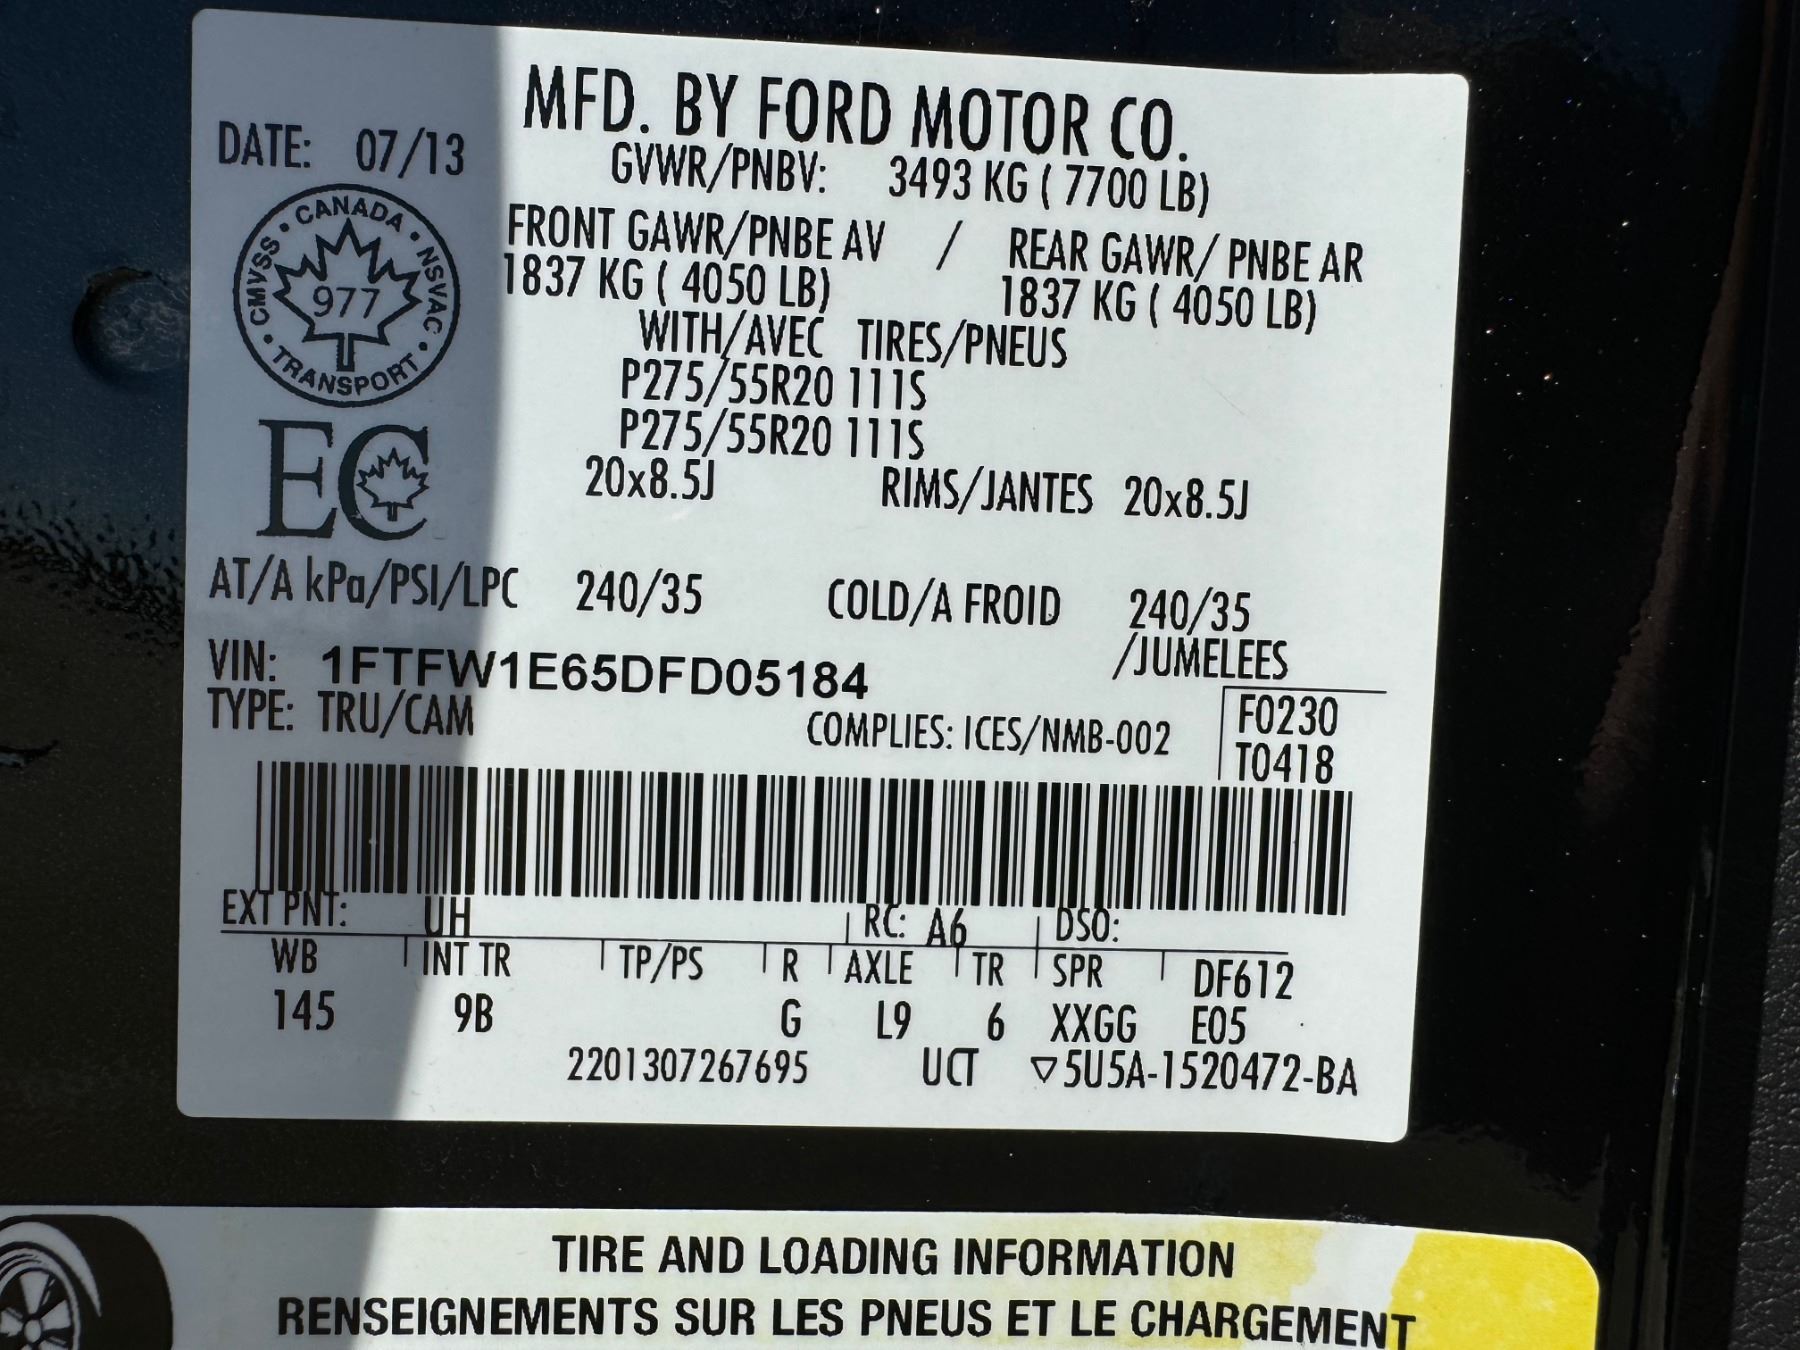 MFD. BY FORD MOTOR CO.
DATE: 07/13
GVWR/PNBV: 3493 KG ( 7700 LB)
CANADA • NSVAC • TRANSPORT • CMVSS •
977
FRONT GAWR/PNBE AV / REAR GAWR/ PNBE AR
1837 KG ( 4050 LB) 1837 KG ( 4050 LB)
WITH/AVEC TIRES/PNEUS
P275/55R20 111S
P275/55R20 111S
EC
20x8.5J RIMS/JANTES 20x8.5J
AT/A kPa/PSI/LPC 240/35 COLD/A FROID 240/35
/JUMELEES
VIN: 1FTFW1E65DFD05184
TYPE: TRU/CAM COMPLIES: ICES/NMB-002
F0230
T0418
EXT PNT: UH RC: A6 DSO:
WB INT TR TP/PS R AXLE TR SPR DF612
145 9B G L9 6 XXGG E05
2201307267695 UCT ▽5U5A-1520472-BA
TIRE AND LOADING INFORMATION
RENSEIGNEMENTS SUR LES PNEUS ET LE CHARGEMENT